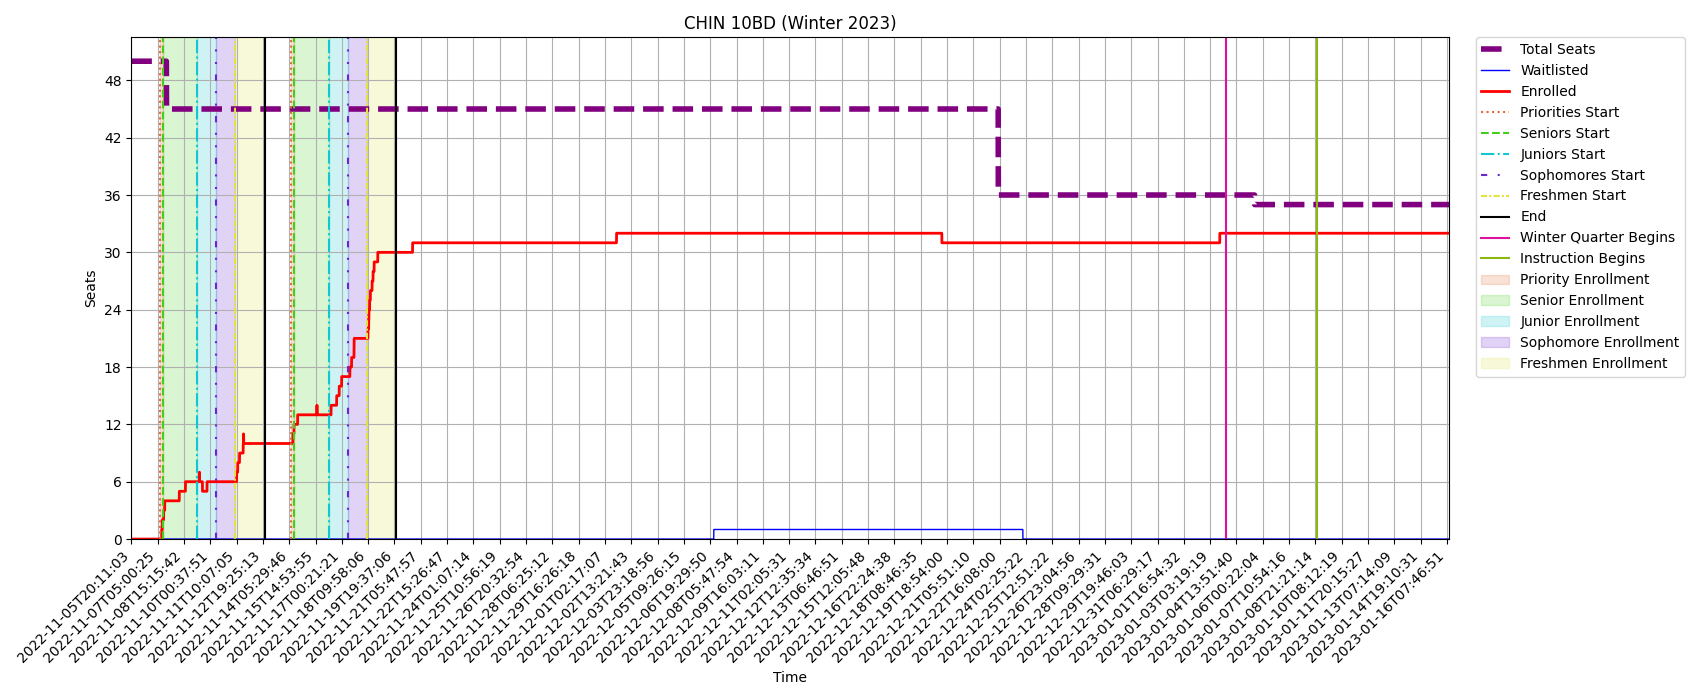 CHIN 10BD (Winter 2023)
Seats
48
42
36
30
24
18
12
6
0
2022-11-05T20:11:03
2022-11-07T05:00:25
2022-11-08T15:15:42
2022-11-10T00:37:51
2022-11-11T10:07:05
2022-11-12T19:25:13
2022-11-14T05:29:46
2022-11-15T14:53:55
2022-11-17T00:21:21
2022-11-18T09:58:06
2022-11-19T19:37:06
2022-11-21T05:47:57
2022-11-22T15:26:47
2022-11-24T01:07:14
2022-11-25T10:56:19
2022-11-26T20:32:54
2022-11-28T06:25:12
2022-11-29T16:26:18
2022-12-01T02:17:07
2022-12-02T13:21:43
2022-12-03T23:18:56
2022-12-05T09:26:15
2022-12-06T19:29:50
2022-12-08T05:47:54
2022-12-09T16:03:11
2022-12-11T02:05:31
2022-12-12T12:35:34
2022-12-13T06:46:51
2022-12-15T12:05:48
2022-12-16T22:24:38
2022-12-18T08:46:35
2022-12-19T18:54:00
2022-12-21T05:51:10
2022-12-22T16:08:00
2022-12-24T02:25:22
2022-12-25T12:51:22
2022-12-26T23:04:56
2022-12-28T09:29:31
2022-12-29T19:46:03
2022-12-31T06:29:17
2023-01-01T16:54:32
2023-01-03T03:19:19
2023-01-04T13:51:40
2023-01-06T00:22:04
2023-01-07T10:54:16
2023-01-08T21:21:14
2023-01-10T08:12:19
2023-01-11T20:15:27
2023-01-13T07:14:09
2023-01-14T19:10:31
2023-01-16T07:46:51
Time
Total Seats
Waitlisted
Enrolled
Priorities Start
Seniors Start
Juniors Start
Sophomores Start
Freshmen Start
End
Winter Quarter Begins
Instruction Begins
Priority Enrollment
Senior Enrollment
Junior Enrollment
Sophomore Enrollment
Freshmen Enrollment